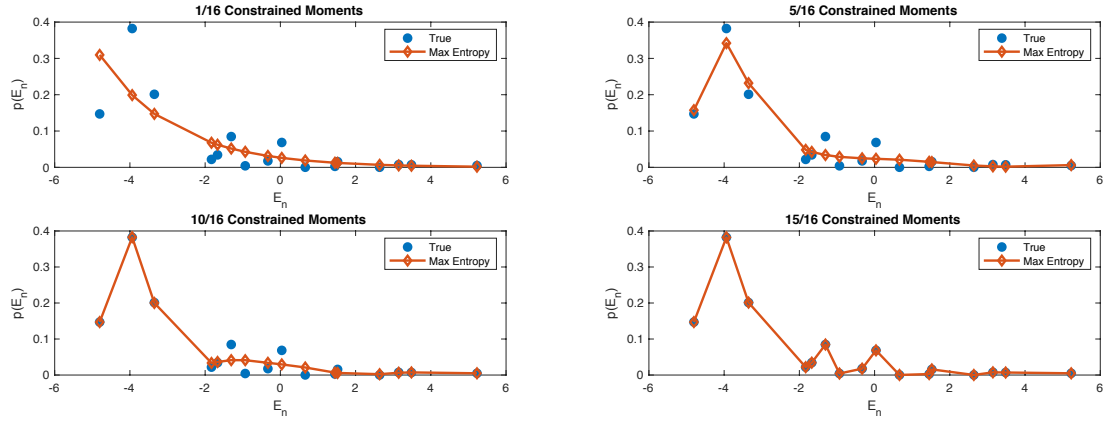 1/16 Constrained Moments
0.4
0.3
0.2
0.1
0
p(E_n)
True
Max Entropy
-6 -4 -2 0 2 4 6
E_n
5/16 Constrained Moments
0.4
0.3
0.2
0.1
0
p(E_n)
True
Max Entropy
-6 -4 -2 0 2 4 6
E_n
10/16 Constrained Moments
0.4
0.3
0.2
0.1
0
p(E_n)
True
Max Entropy
-6 -4 -2 0 2 4 6
E_n
15/16 Constrained Moments
0.4
0.3
0.2
0.1
0
p(E_n)
True
Max Entropy
-6 -4 -2 0 2 4 6
E_n